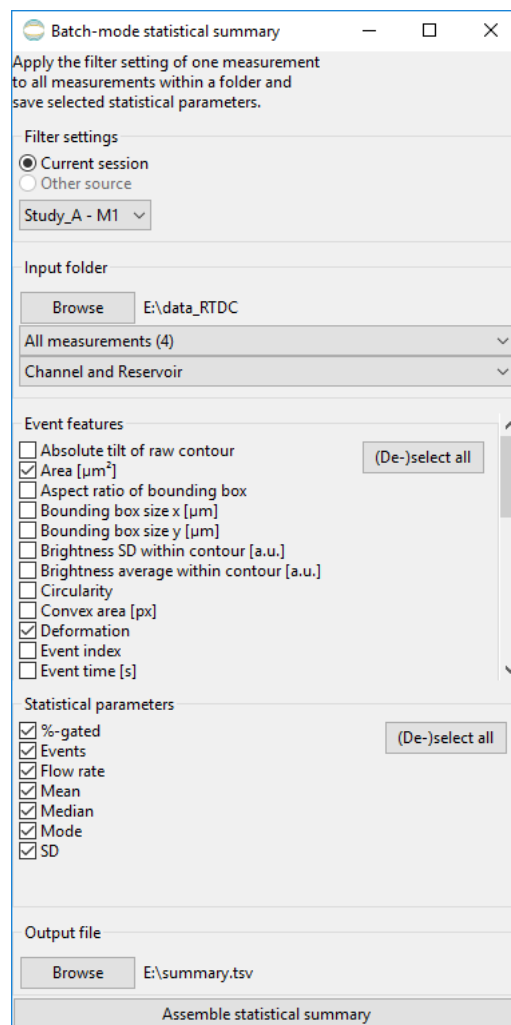 Batch-mode statistical summary
Apply the filter setting of one measurement
to all measurements within a folder and
save selected statistical parameters.
Filter settings
Current session
Other source
Study_A - M1
Input folder
Browse E:\data_RTDC
All measurements (4)
Channel and Reservoir
Event features
Absolute tilt of raw contour
(De-)select all
Area [µm²]
Aspect ratio of bounding box
Bounding box size x [µm]
Bounding box size y [µm]
Brightness SD within contour [a.u.]
Brightness average within contour [a.u.]
Circularity
Convex area [px]
Deformation
Event index
Event time [s]
Statistical parameters
%-gated
(De-)select all
Events
Flow rate
Mean
Median
Mode
SD
Output file
Browse E:\summary.tsv
Assemble statistical summary